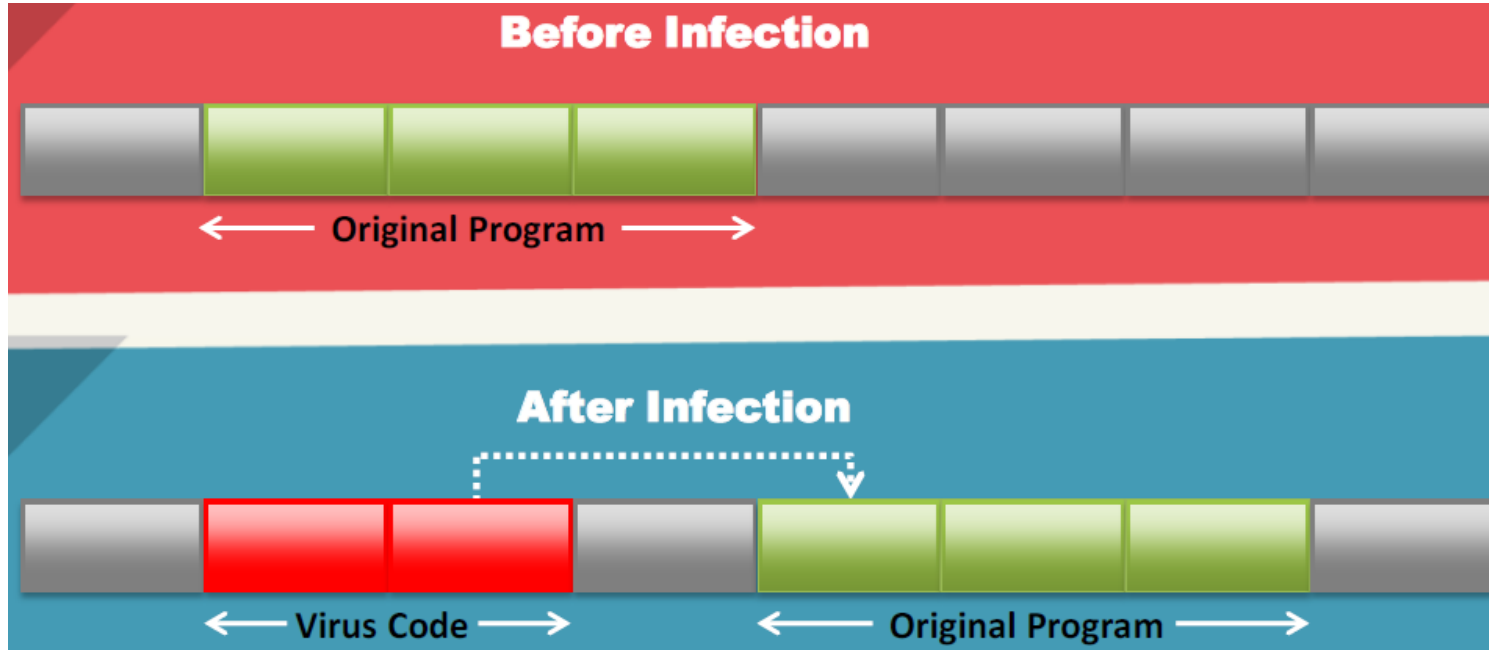 Before Infection
Original Program
After Infection
Virus Code
Original Program